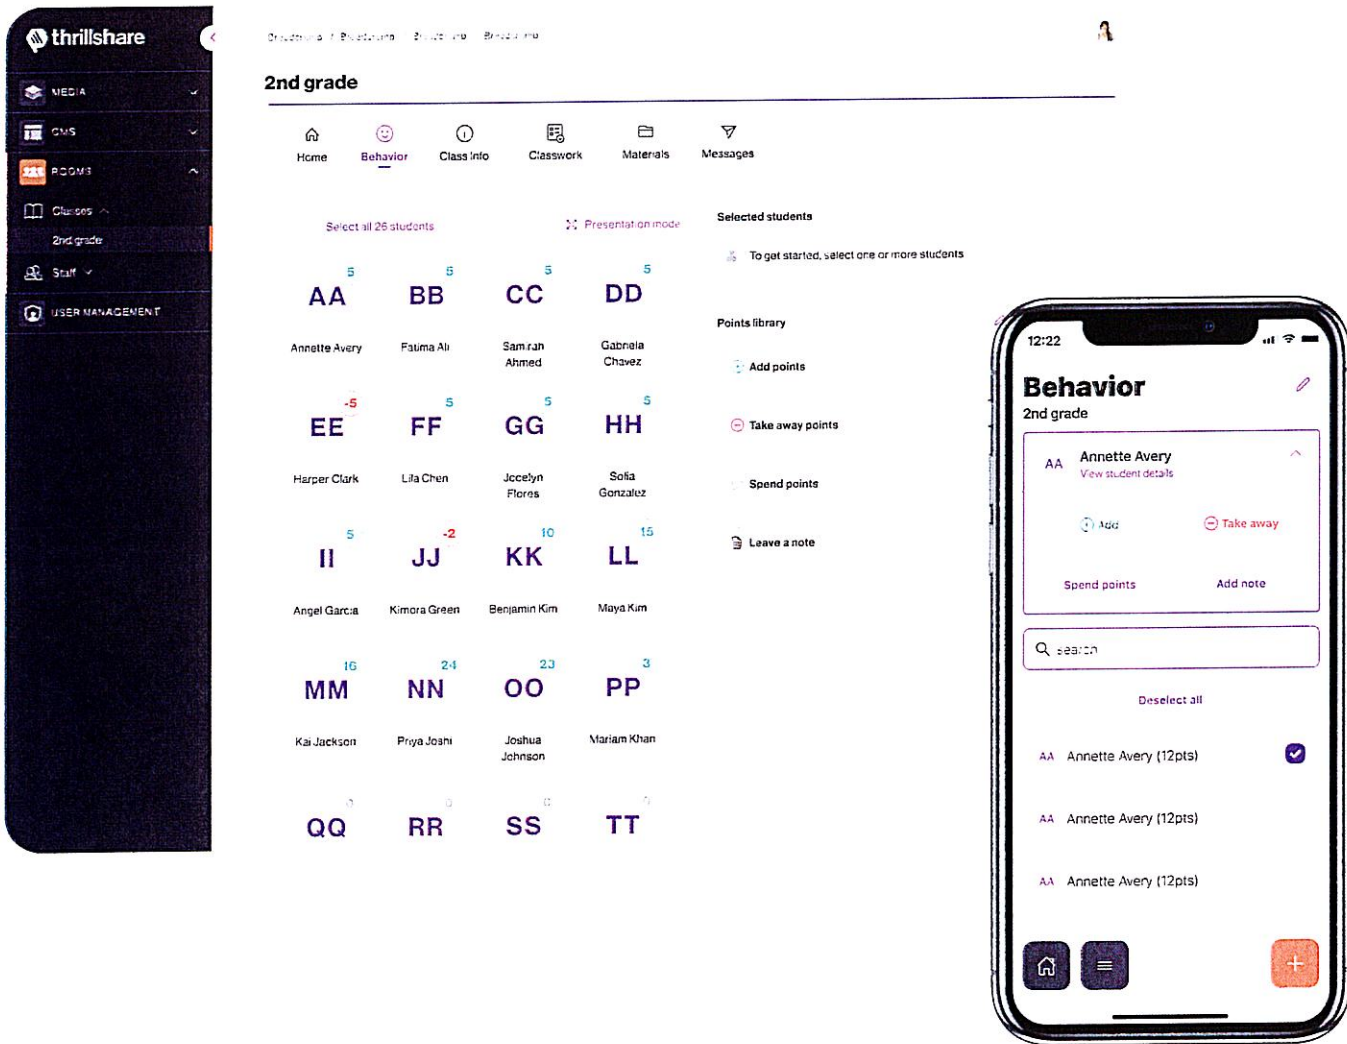 thrillshare
MEDIA
CMS
ROOMS
Classes
2nd grade
Staff
USER MANAGEMENT
2nd grade
Home
Behavior
Class Info
Classwork
Materials
Messages
Select all 26 students
Presentation mode
5
5
5
5
AA
BB
CC
DD
Annette Avery
Fatima Ali
Samirah
Ahmed
Gabriela
Chavez
-5
5
5
5
EE
FF
GG
HH
Harper Clark
Lila Chen
Jocelyn
Flores
Sofia
Gonzalez
5
-2
10
15
II
JJ
KK
LL
Angel Garcia
Kimora Green
Benjamin Kim
Maya Kim
16
24
23
3
MM
NN
OO
PP
Kai Jackson
Priya Joshi
Joshua
Johnson
Mariam Khan
0
0
0
0
QQ
RR
SS
TT
Selected students
To get started, select one or more students
Points library
Add points
Take away points
Spend points
Leave a note
12:22
Behavior
2nd grade
AA
Annette Avery
View student details
Add
Take away
Spend points
Add note
search
Deselect all
AA Annette Avery (12pts)
AA Annette Avery (12pts)
AA Annette Avery (12pts)